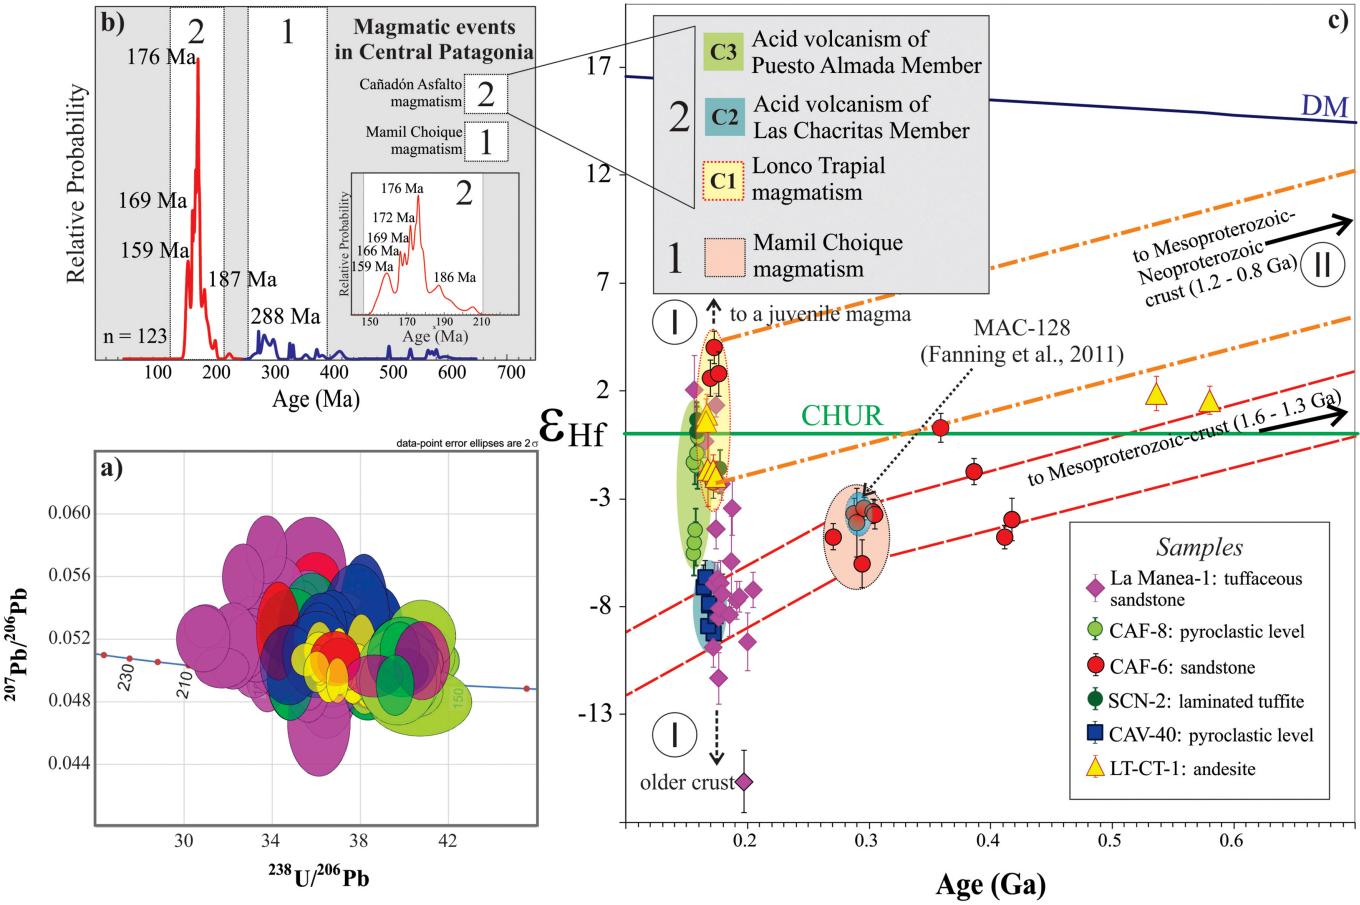 b)
2
1
Magmatic events
in Central Patagonia
Cañadón Asfalto
magmatism
2
Mamil Choique
magmatism
1
Relative Probability
176 Ma
169 Ma
159 Ma
187 Ma
288 Ma
n = 123
100
200
300
400
500
600
700
Age (Ma)
2
Relative Probability
176 Ma
172 Ma
169 Ma
166 Ma
159 Ma
186 Ma
150
170
190
210
Age (Ma)
data-point error ellipses are 2σ
a)
0.060
0.056
0.052
0.048
0.044
230
210
150
30
34
38
42
207Pb/206Pb
238U/206Pb
c)
2
C3
Acid volcanism of
Puesto Almada Member
C2
Acid volcanism of
Las Chacritas Member
C1
Lonco Trapial
magmatism
1
Mamil Choique
magmatism
17
12
7
2
-3
-8
-13
εHf
DM
to Mesoproterozoic-
Neoproterozoic
crust (1.2 - 0.8 Ga)
II
I
to a juvenile magma
MAC-128
(Fanning et al., 2011)
CHUR
to Mesoproterozoic-crust (1.6 - 1.3 Ga)
I
older crust
Samples
La Manea-1: tuffaceous
sandstone
CAF-8: pyroclastic level
CAF-6: sandstone
SCN-2: laminated tuffite
CAV-40: pyroclastic level
LT-CT-1: andesite
0.2
0.3
0.4
0.5
0.6
Age (Ga)